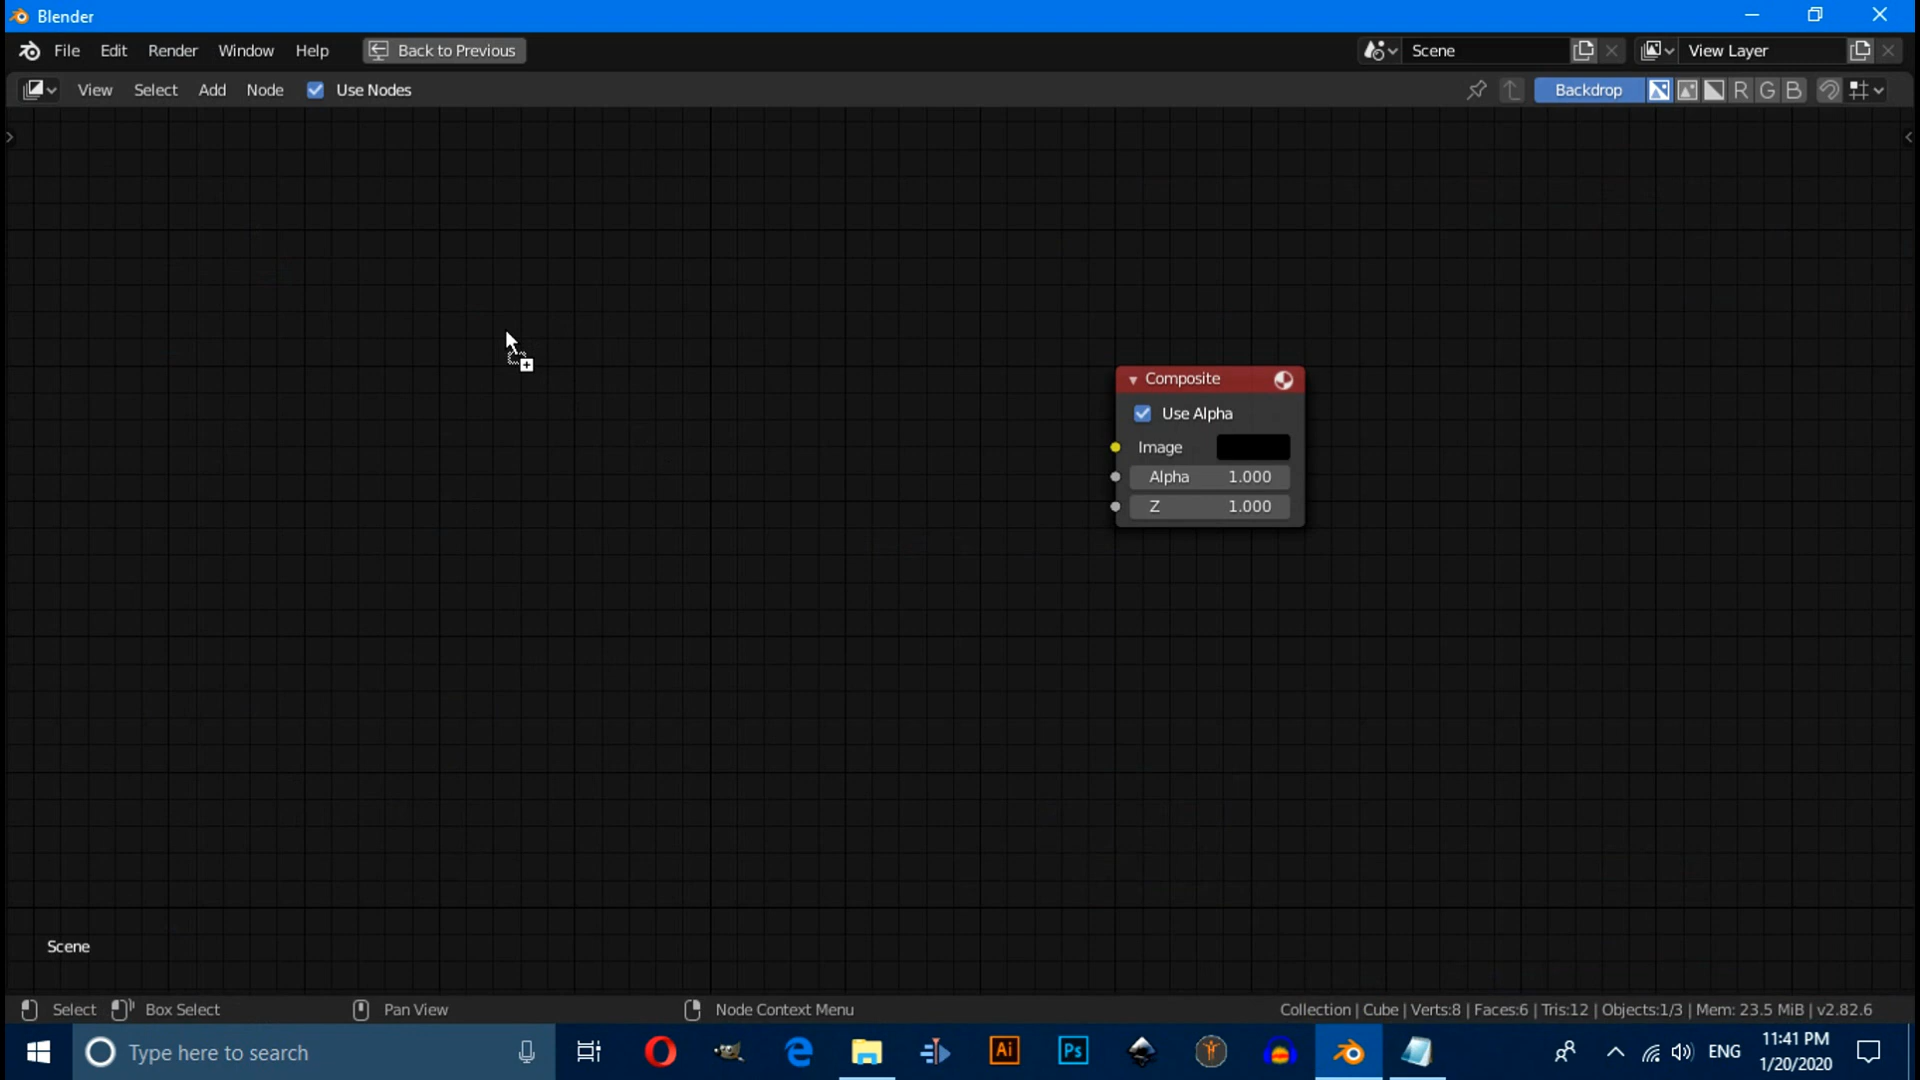 Blender
File Edit Render Window Help Back to Previous Scene View Layer
View Select Add Node Use Nodes Backdrop R G B
Composite
Use Alpha
Image
Alpha 1.000
Z 1.000
Scene
Select Box Select Pan View Node Context Menu Collection | Cube | Verts:8 | Faces:6 | Tris:12 | Objects:1/3 | Mem: 23.5 MiB | v2.82.6
Type here to search Ai Ps ENG 11:41 PM
1/20/2020